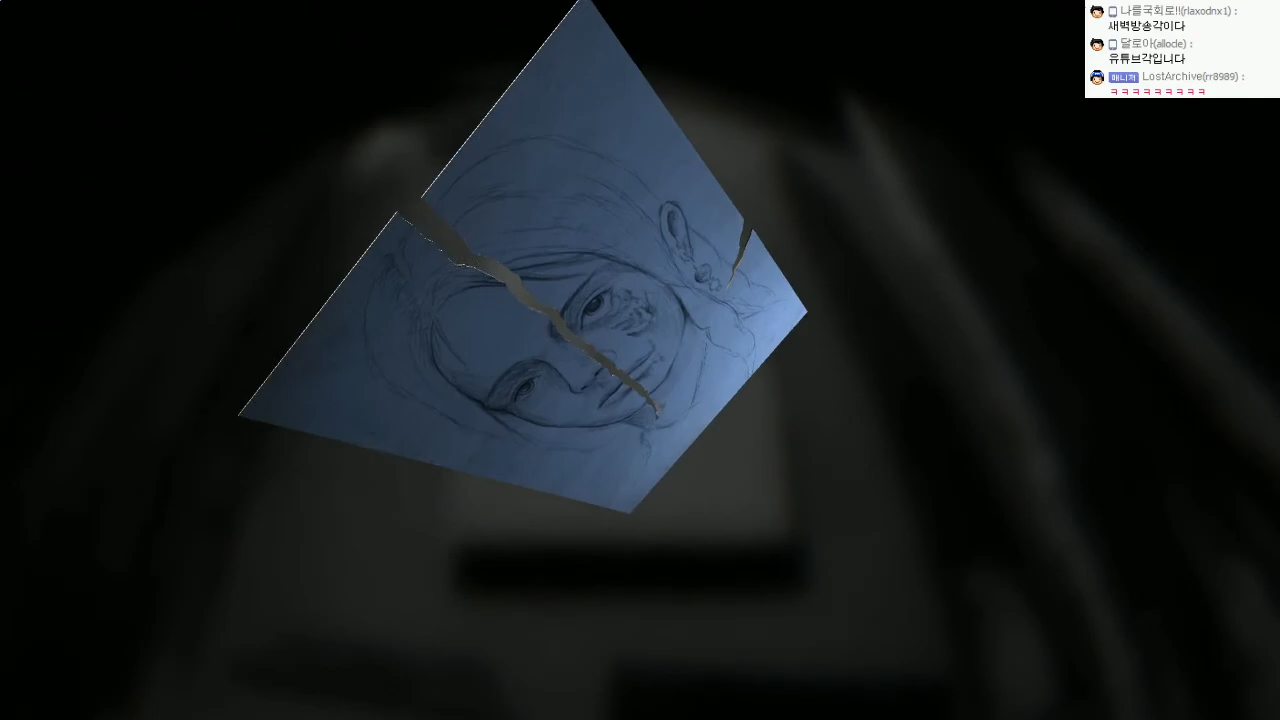 나를국회로!!(rlaxodnx1) :
새벽방송각이다
달로아(allode) :
유튜브각입니다
매니저 LostArchive(rr8989) :
ㅋㅋㅋㅋㅋㅋㅋㅋㅋ